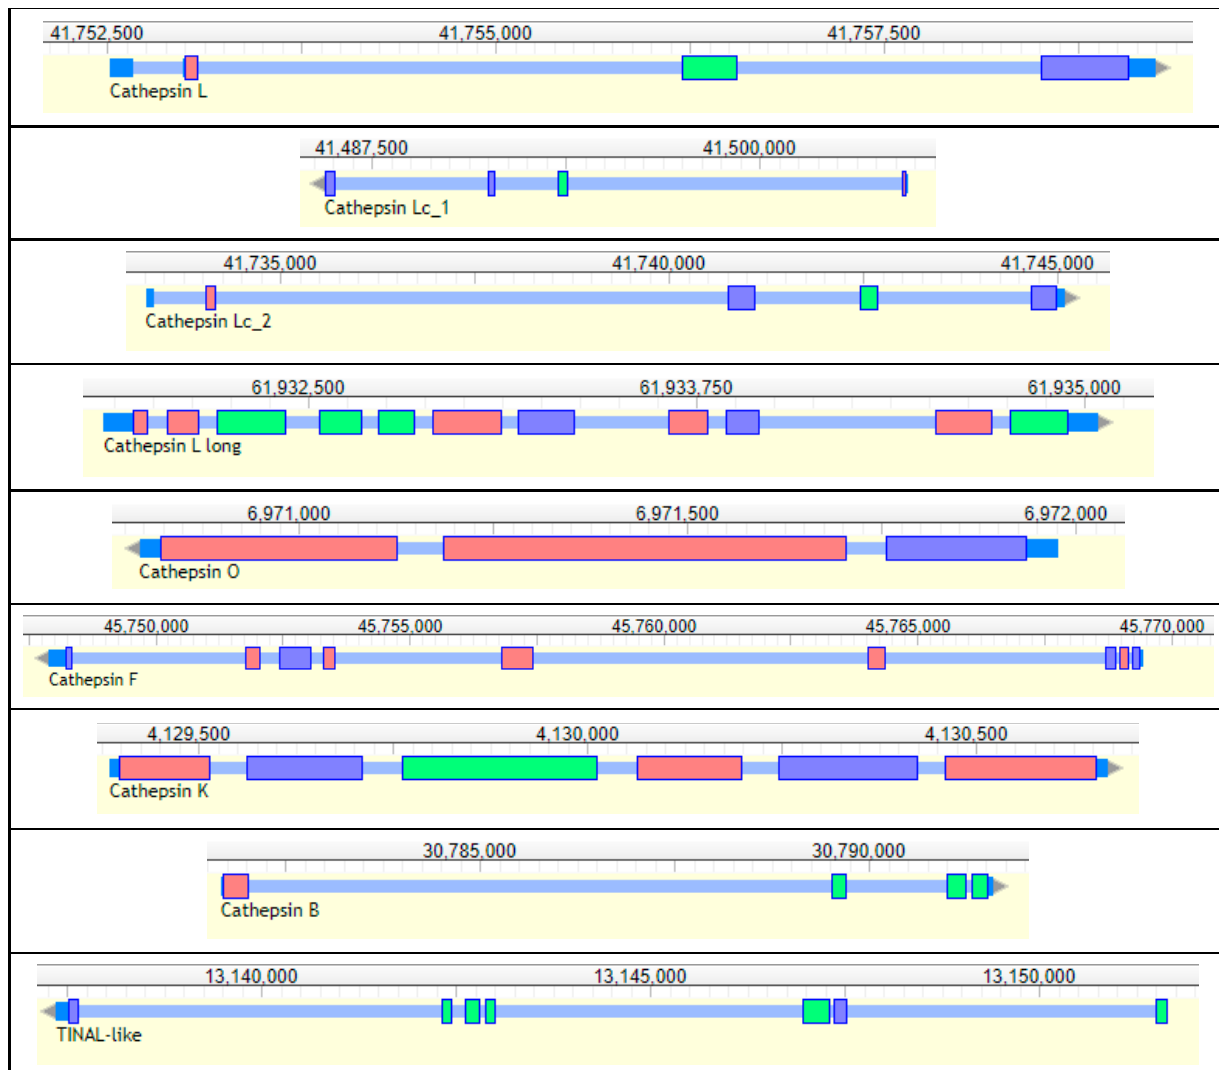 41,752,500 41,755,000 41,757,500
Cathepsin L
41,487,500 41,500,000
Cathepsin Lc_1
41,735,000 41,740,000 41,745,000
Cathepsin Lc_2
61,932,500 61,933,750 61,935,000
Cathepsin L long
6,971,000 6,971,500 6,972,000
Cathepsin O
45,750,000 45,755,000 45,760,000 45,765,000 45,770,000
Cathepsin F
4,129,500 4,130,000 4,130,500
Cathepsin K
30,785,000 30,790,000
Cathepsin B
13,140,000 13,145,000 13,150,000
TINAL-like